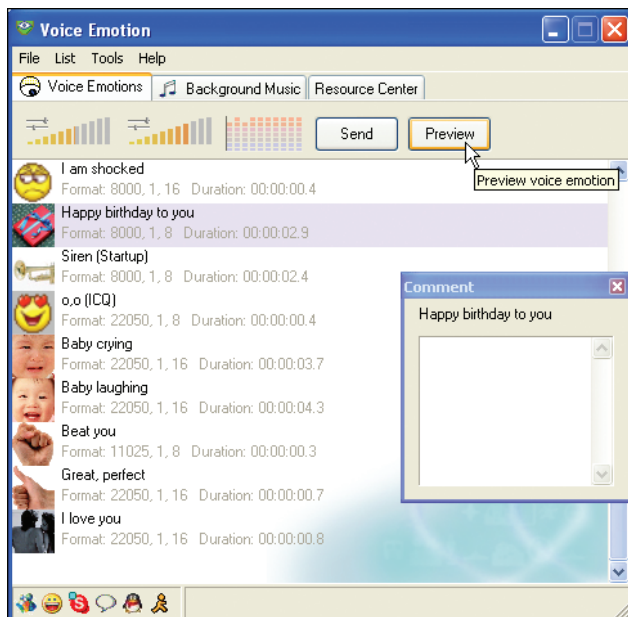 Voice Emotion
File List Tools Help
Voice Emotions Background Music Resource Center
Send Preview
Preview voice emotion
I am shocked
Format: 8000, 1, 16 Duration: 00:00:00.4
Happy birthday to you
Format: 8000, 1, 8 Duration: 00:00:02.9
Siren (Startup)
Format: 8000, 1, 8 Duration: 00:00:02.4
o,o (ICQ)
Format: 22050, 1, 8 Duration: 00:00:00.4
Baby crying
Format: 22050, 1, 16 Duration: 00:00:03.7
Baby laughing
Format: 22050, 1, 16 Duration: 00:00:04.3
Beat you
Format: 11025, 1, 8 Duration: 00:00:00.3
Great, perfect
Format: 22050, 1, 16 Duration: 00:00:00.7
I love you
Format: 22050, 1, 16 Duration: 00:00:00.8
Comment
Happy birthday to you